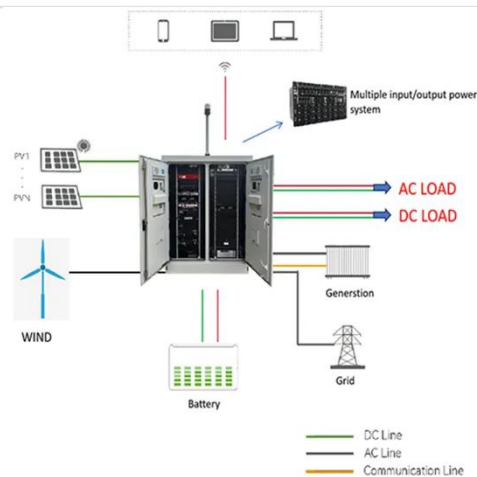 Multiple input/output power
system
PV1
PVN
AC LOAD
DC LOAD
Generstion
WIND
Grid
Battery
DC Line
AC Line
Communication Line